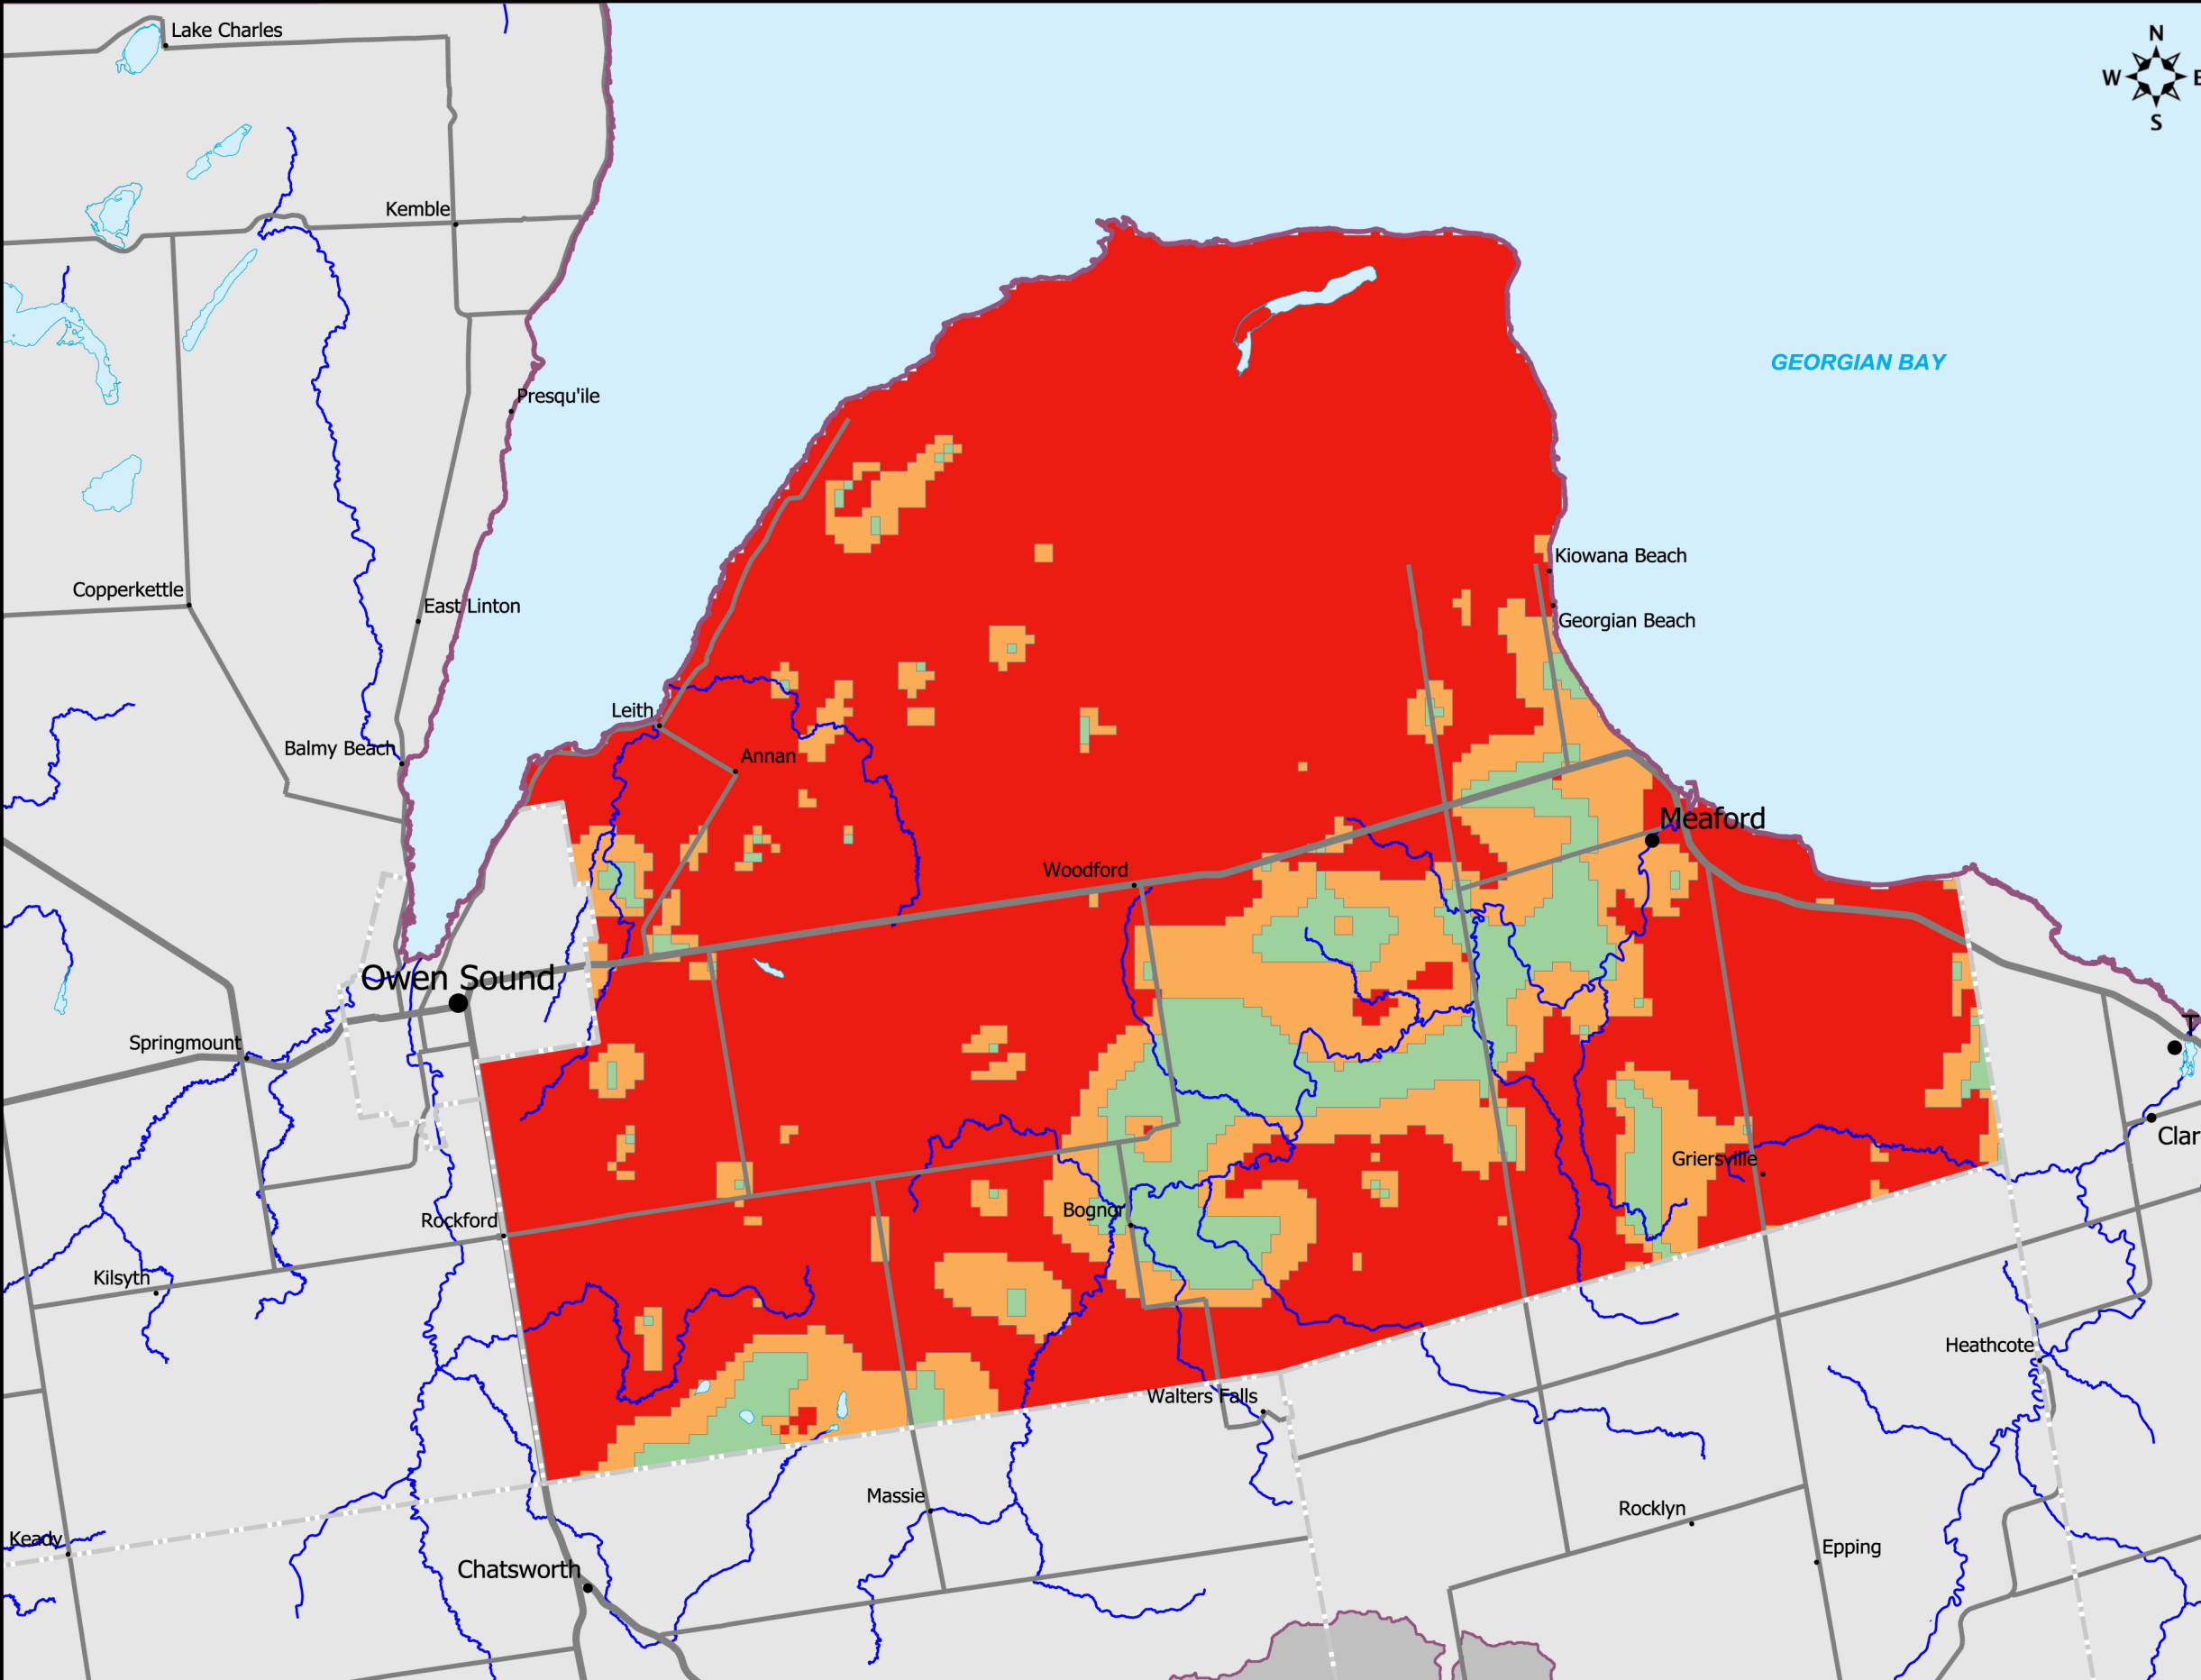 Lake Charles
N
W
E
S
Kemble
GEORGIAN BAY
Presqu'ile
Kiowana Beach
Copperkettle
East Linton
Georgian Beach
Leith
Balmy Beach
Annan
Meaford
Woodford
Owen Sound
Springmount
T
Clar
Griersville
Bognor
Rockford
Kilsyth
Heathcote
Walters Falls
Massie
Rocklyn
Keady
Epping
Chatsworth